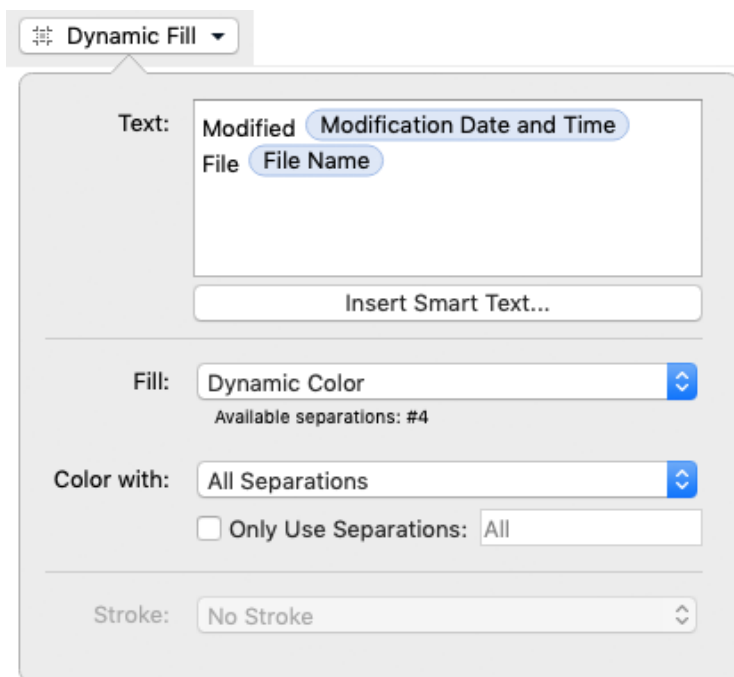 Dynamic Fill
Text: Modified Modification Date and Time
File File Name
Insert Smart Text...
Fill: Dynamic Color
Available separations: #4
Color with: All Separations
Only Use Separations: All
Stroke: No Stroke